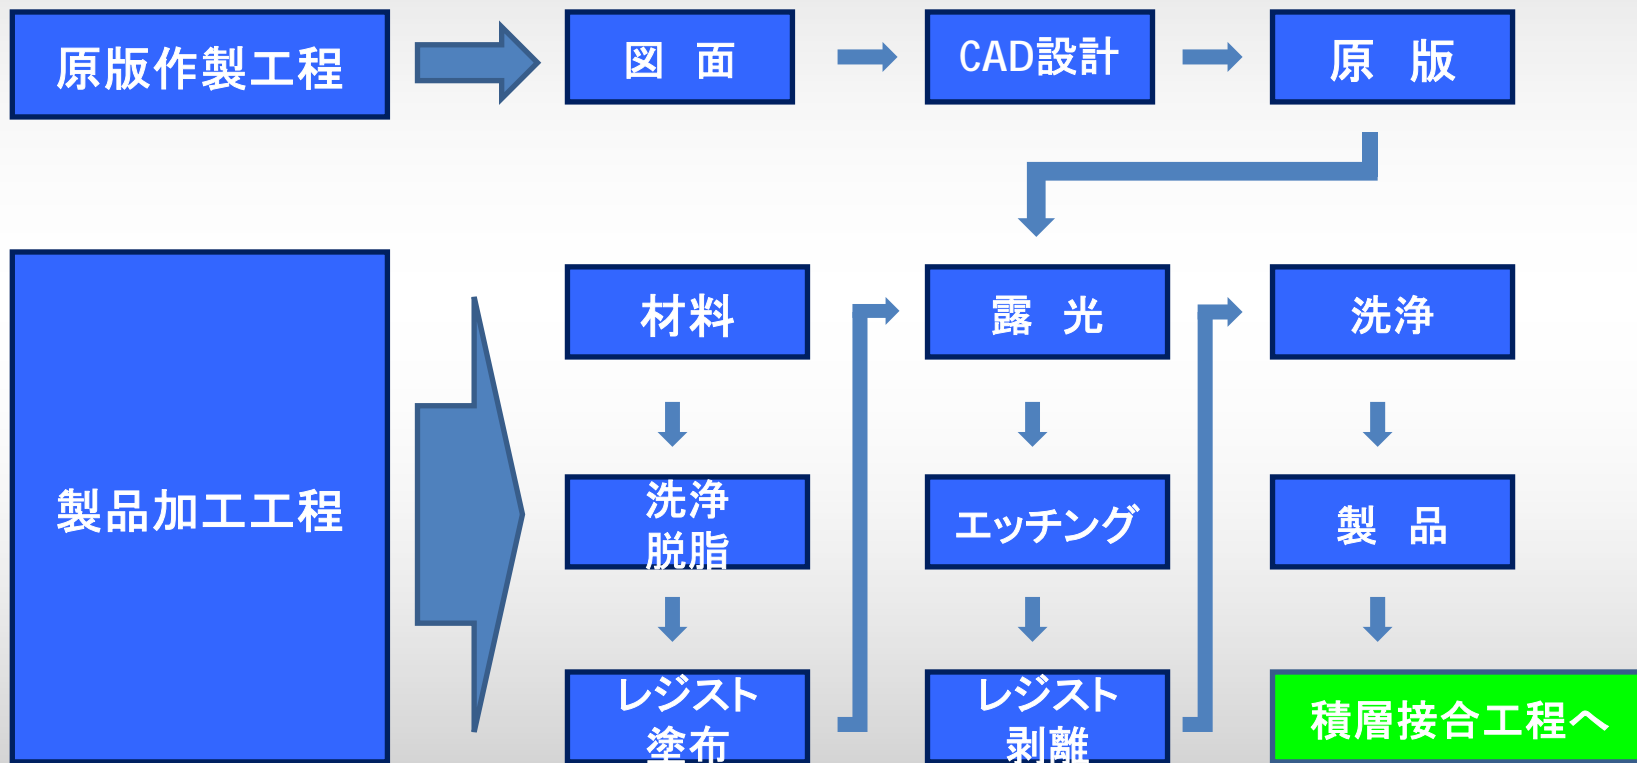 原版作製工程
図 面
CAD設計
原 版
製品加工工程
材料
洗浄
脱脂
レジスト
塗布
露 光
エッチング
レジスト
剥離
洗浄
製 品
積層接合工程へ